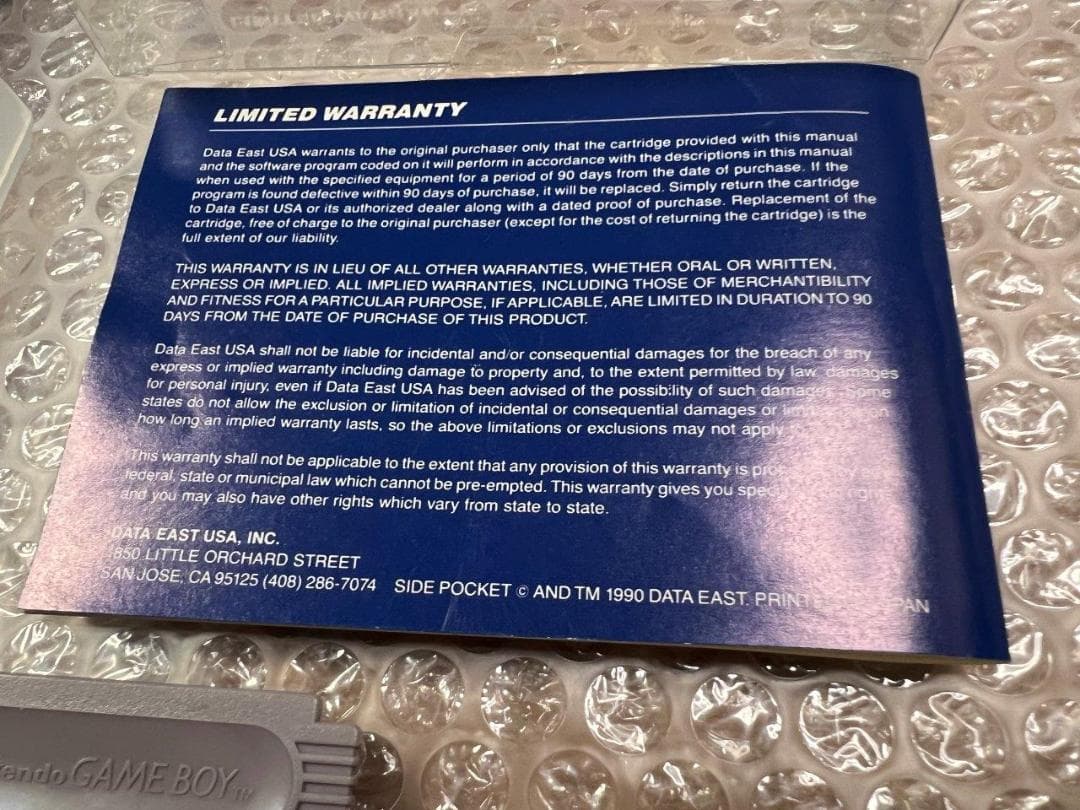 LIMITED WARRANTY
Data East USA warrants to the original purchaser only that the cartridge provided with this manual
and the software program coded on it will perform in accordance with the descriptions in this manual
when used with the specified equipment for a period of 90 days from the date of purchase. If the
program is found defective within 90 days of purchase, it will be replaced. Simply return the cartridge
to Data East USA or its authorized dealer along with a dated proof of purchase. Replacement of the
cartridge, free of charge to the original purchaser (except for the cost of returning the cartridge) is the
full extent of our liability.
THIS WARRANTY IS IN LIEU OF ALL OTHER WARRANTIES, WHETHER ORAL OR WRITTEN,
EXPRESS OR IMPLIED. ALL IMPLIED WARRANTIES, INCLUDING THOSE OF MERCHANTIBILITY
AND FITNESS FOR A PARTICULAR PURPOSE, IF APPLICABLE, ARE LIMITED IN DURATION TO 90
DAYS FROM THE DATE OF PURCHASE OF THIS PRODUCT.
Data East USA shall not be liable for incidental and/or consequential damages for the breach of any
express or implied warranty including damage to property and, to the extent permitted by law, damages
for personal injury, even if Data East USA has been advised of the possibility of such damages. Some
states do not allow the exclusion or limitation of incidental or consequential damages or
how long an implied warranty lasts, so the above limitations or exclusions may not apply
This warranty shall not be applicable to the extent that any provision of this warranty is
federal, state or municipal law which cannot be pre-empted. This warranty gives you
and you may also have other rights which vary from state to state.
DATA EAST USA, INC.
1850 LITTLE ORCHARD STREET
SAN JOSE, CA 95125 (408) 286-7074 SIDE POCKET © AND TM 1990 DATA EAST.
GAME BOY TM